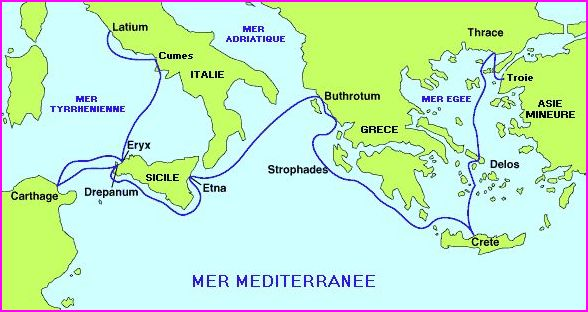 Latium
Thrace
MER
ADRIATIQUE
Cumes
ITALIE
Troie
MER
TYRRHENIENNE
Buthrotum
MER EGEE
ASIE
MINEURE
GRECE
Eryx
Delos
Strophades
SICILE
Carthage
Drepanum
Etna
Crete
MER MEDITERRANEE